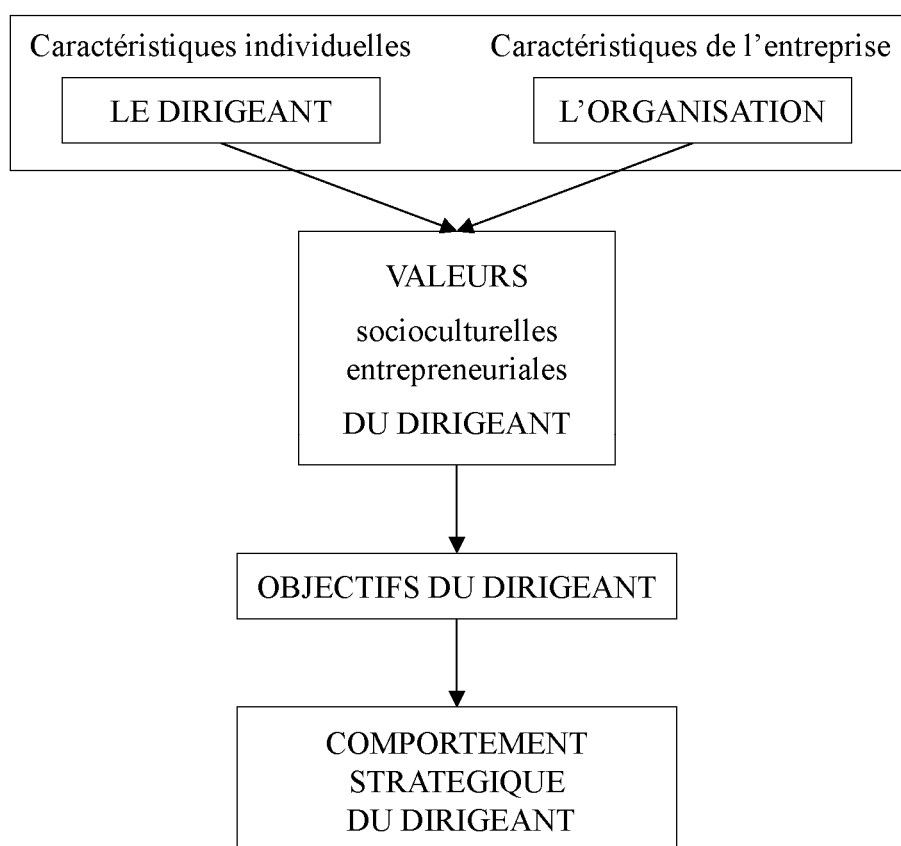 Caractéristiques individuelles
Caractéristiques de l’entreprise
LE DIRIGEANT
L’ORGANISATION
VALEURS
socioculturelles
entrepreneuriales
DU DIRIGEANT
OBJECTIFS DU DIRIGEANT
COMPORTEMENT
STRATEGIQUE
DU DIRIGEANT